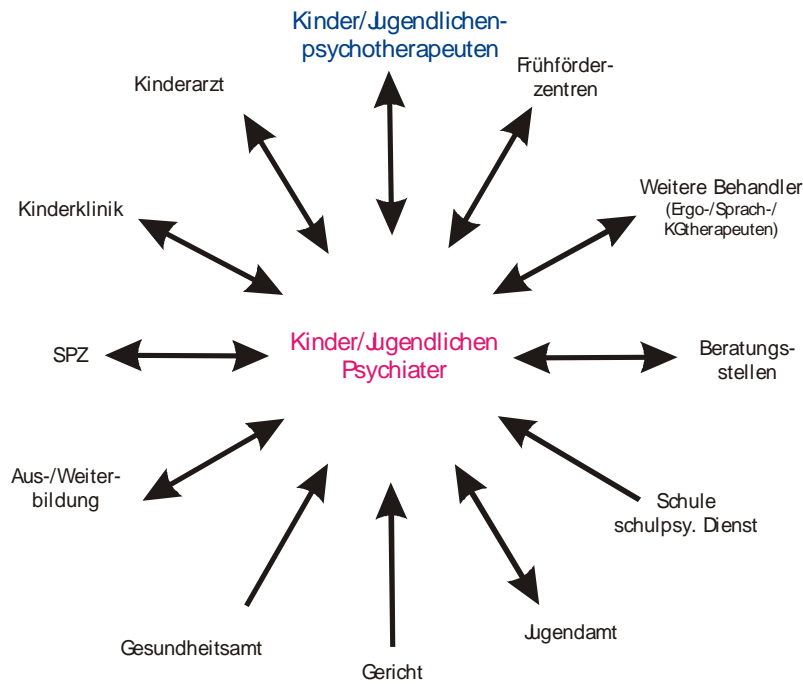 Kinder/Jugendlichen-
psychotherapeuten
Frühförder-
zentren
Kinderarzt
Weitere Behandler
(Ergo-/Sprach-/
KGtherapeuten)
Kinderklinik
Kinder/Jugendlichen
Psychiater
SPZ
Beratungs-
stellen
Aus-/Weiter-
bildung
Schule
schulpsy. Dienst
Jugendamt
Gesundheitsamt
Gericht